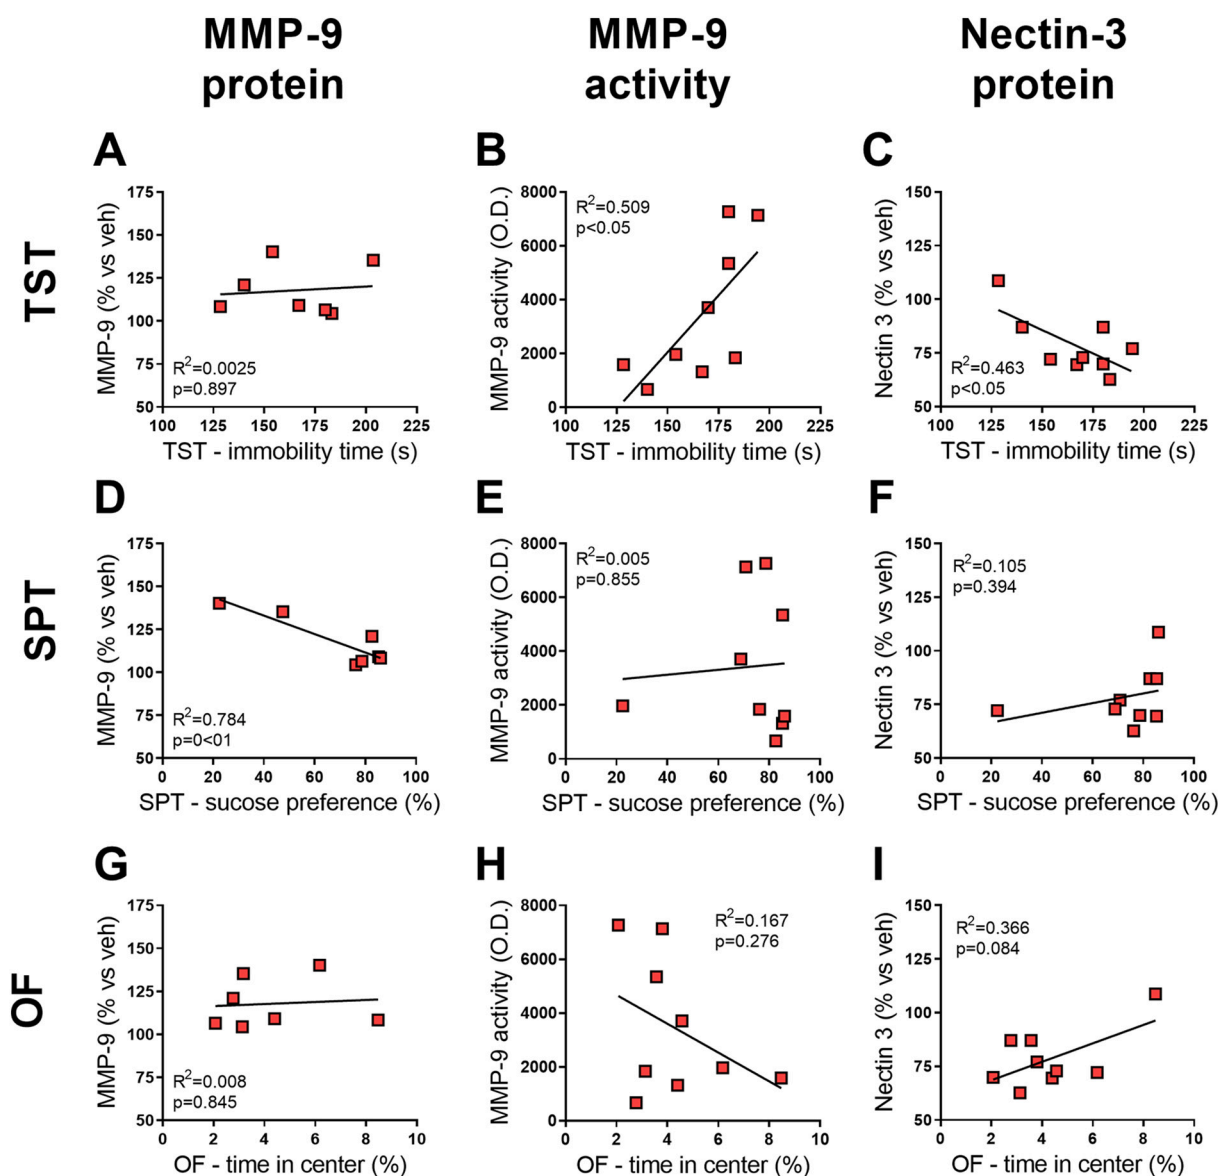 MMP-9
protein
MMP-9
activity
Nectin-3
protein
TST
A
MMP-9 (% vs veh)
175
150
125
100
75
50
R²=0.0025
p=0.897
100 125 150 175 200 225
TST - immobility time (s)
B
MMP-9 activity (O.D.)
8000
6000
4000
2000
0
R²=0.509
p<0.05
100 125 150 175 200 225
TST - immobility time (s)
C
Nectin 3 (% vs veh)
150
125
100
75
50
R²=0.463
p<0.05
100 125 150 175 200 225
TST - immobility time (s)
SPT
D
MMP-9 (% vs veh)
175
150
125
100
75
50
R²=0.784
p=0<01
0 20 40 60 80 100
SPT - sucose preference (%)
E
MMP-9 activity (O.D.)
8000
6000
4000
2000
0
R²=0.005
p=0.855
0 20 40 60 80 100
SPT - sucose preference (%)
F
Nectin 3 (% vs veh)
150
125
100
75
50
R²=0.105
p=0.394
0 20 40 60 80 100
SPT - sucose preference (%)
OF
G
MMP-9 (% vs veh)
175
150
125
100
75
50
R²=0.008
p=0.845
0 2 4 6 8 10
OF - time in center (%)
H
MMP-9 activity (O.D.)
8000
6000
4000
2000
0
R²=0.167
p=0.276
0 2 4 6 8 10
OF - time in center (%)
I
Nectin 3 (% vs veh)
150
125
100
75
50
R²=0.366
p=0.084
0 2 4 6 8 10
OF - time in center (%)